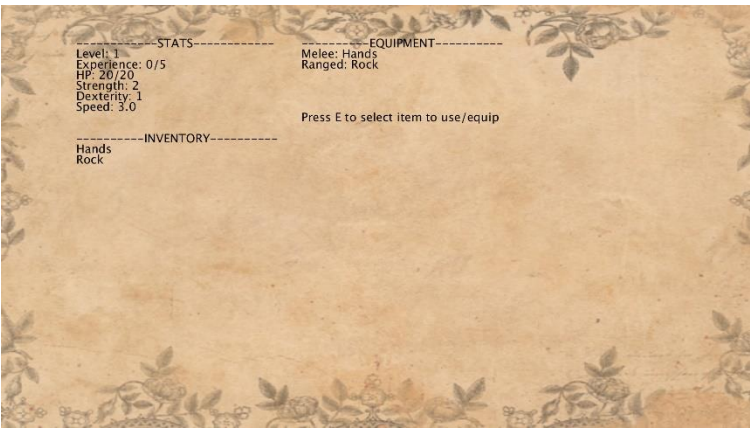 ------------STATS------------
Level: 1
Experience: 0/5
HP: 20/20
Strength: 2
Dexterity: 1
Speed: 3.0
----------INVENTORY----------
Hands
Rock
----------EQUIPMENT----------
Melee: Hands
Ranged: Rock
Press E to select item to use/equip